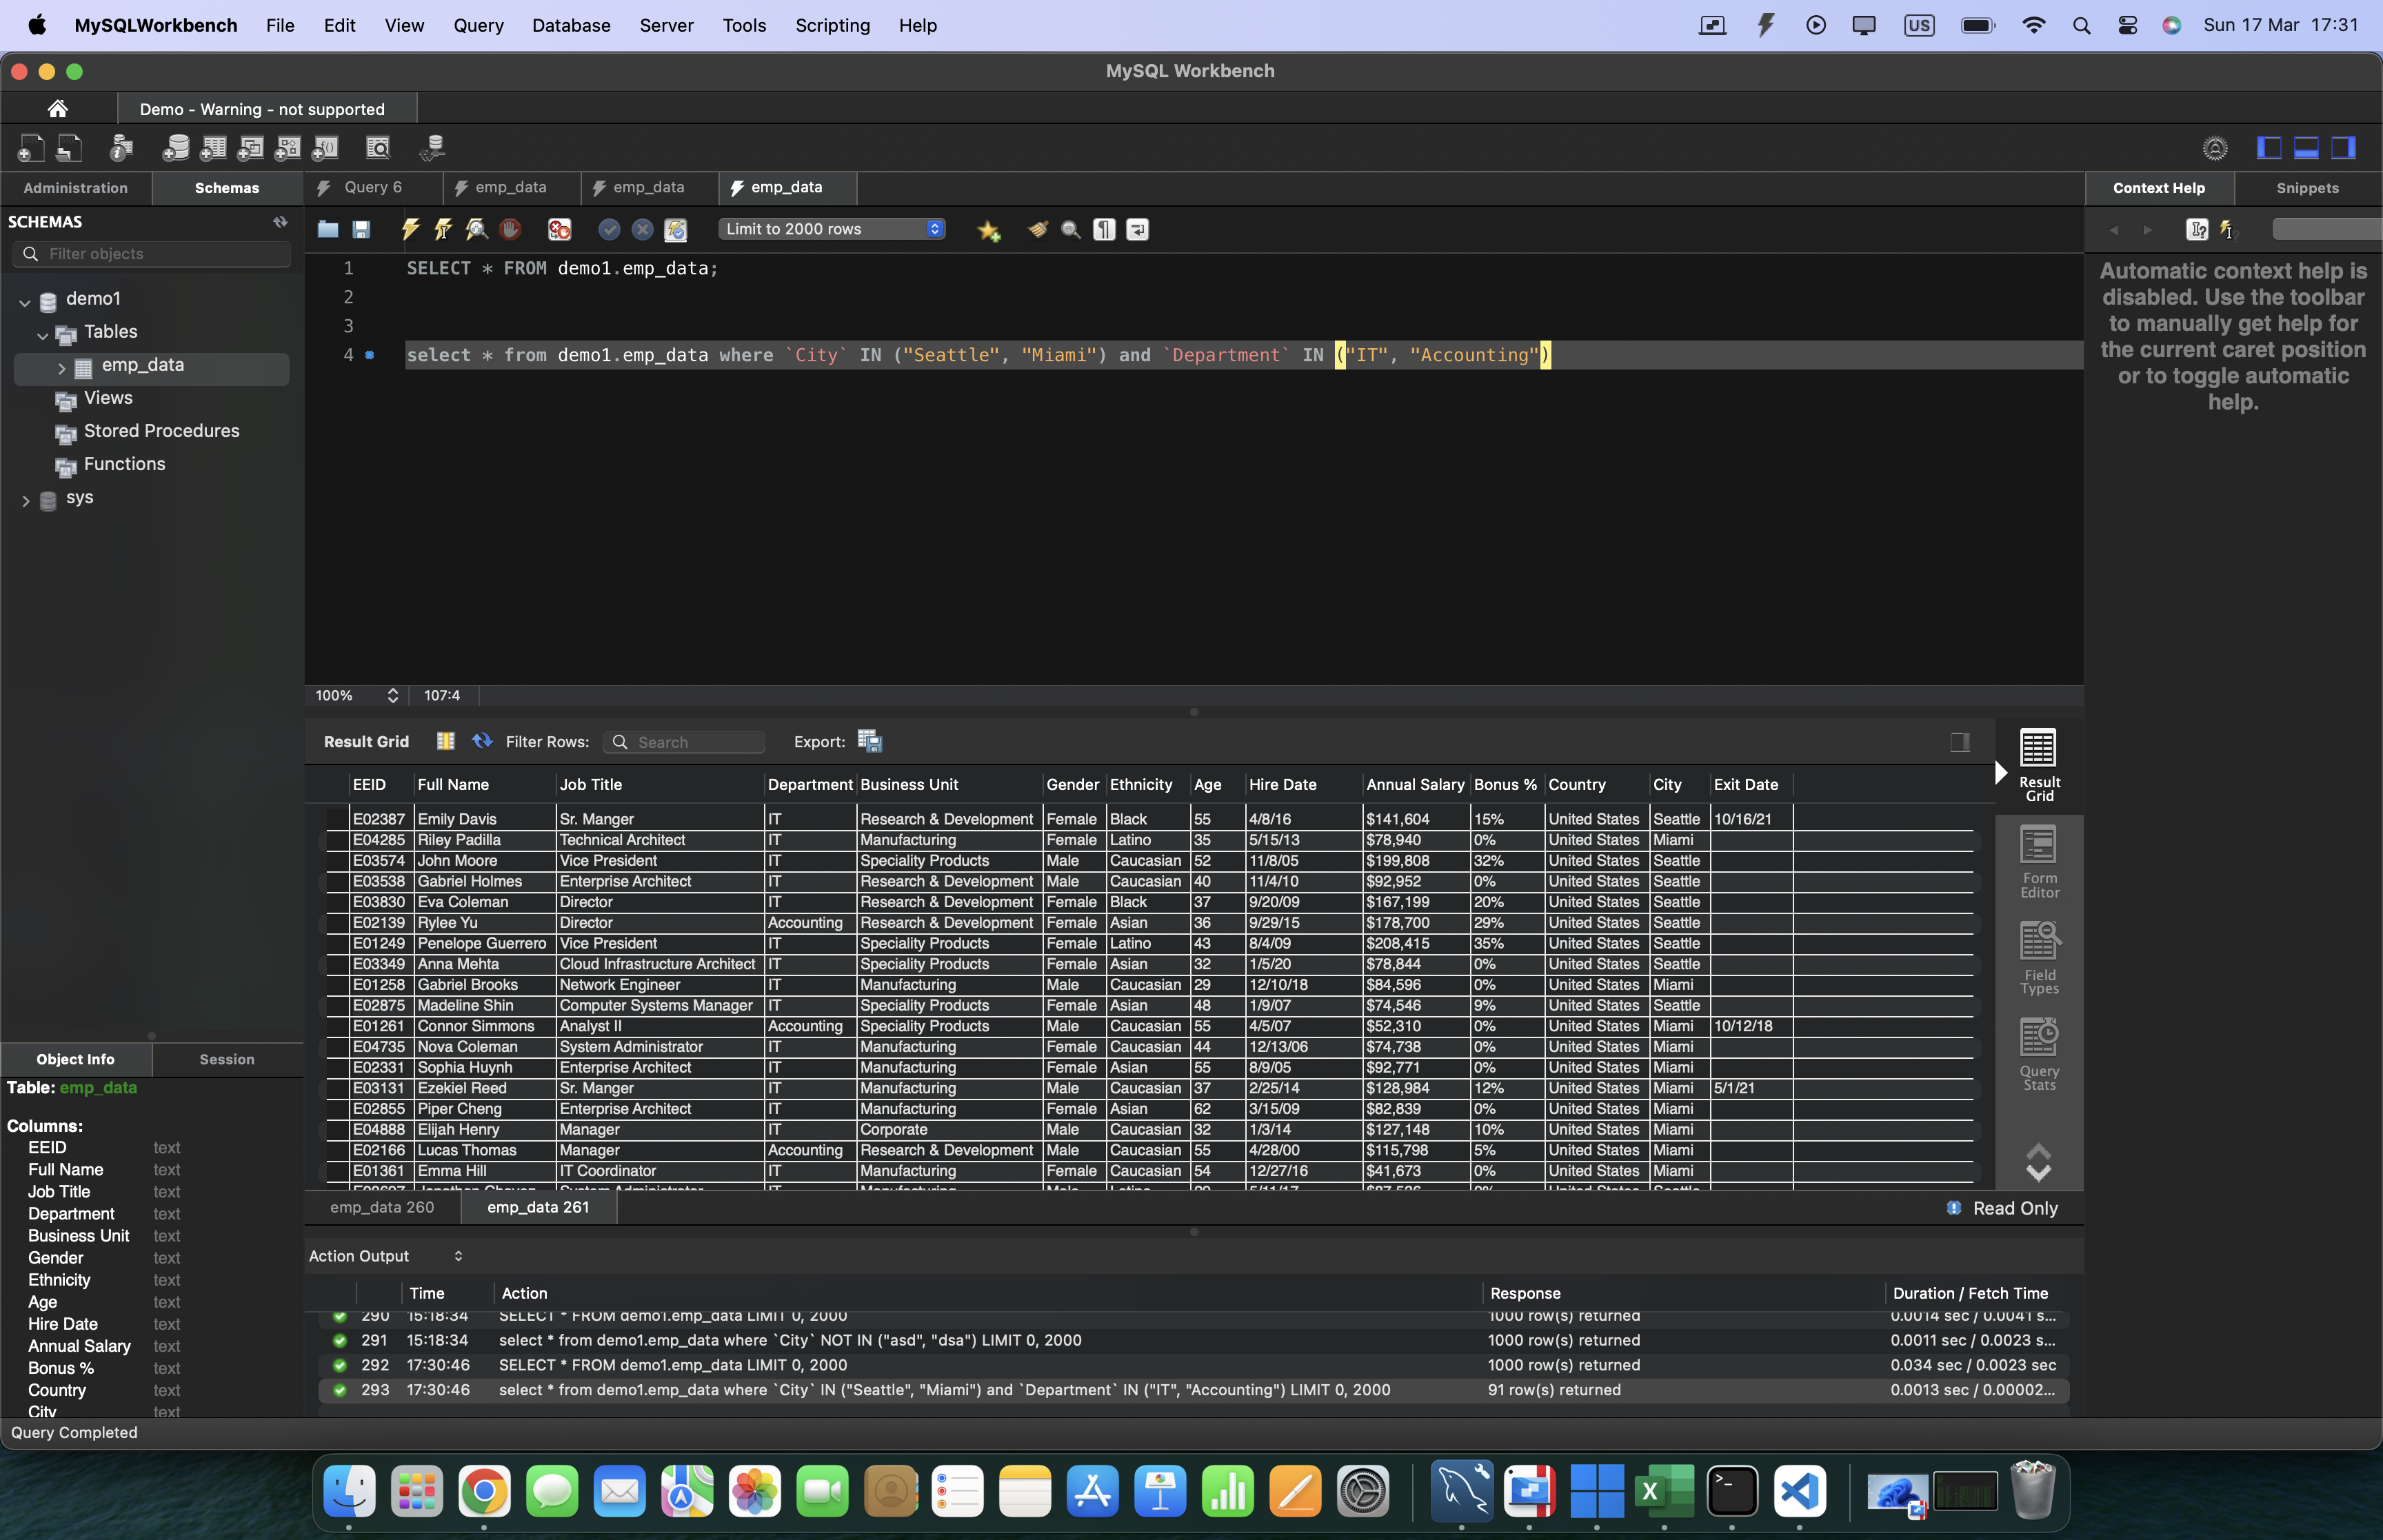 MySQLWorkbench File Edit View Query Database Server Tools Scripting Help US Sun 17 Mar 17:31
MySQL Workbench
Demo - Warning - not supported
Administration Schemas Query 6 emp_data emp_data emp_data Context Help Snippets
SCHEMAS
Limit to 2000 rows
Filter objects
demo1
Tables
emp_data
Views
Stored Procedures
Functions
sys
1 SELECT * FROM demo1.emp_data;
2
3
4 select * from demo1.emp_data where `City` IN ("Seattle", "Miami") and `Department` IN ("IT", "Accounting")
Automatic context help is
disabled. Use the toolbar
to manually get help for
the current caret position
or to toggle automatic
help.
100% 107:4
Result Grid Filter Rows: Search Export:
EEID Full Name Job Title Department Business Unit Gender Ethnicity Age Hire Date Annual Salary Bonus % Country City Exit Date
E02387 Emily Davis Sr. Manger IT Research & Development Female Black 55 4/8/16 $141,604 15% United States Seattle 10/16/21
E04285 Riley Padilla Technical Architect IT Manufacturing Female Latino 35 5/15/13 $78,940 0% United States Miami
E03574 John Moore Vice President IT Speciality Products Male Caucasian 52 11/8/05 $199,808 32% United States Seattle
E03538 Gabriel Holmes Enterprise Architect IT Research & Development Male Caucasian 40 11/4/10 $92,952 0% United States Seattle
E03830 Eva Coleman Director IT Research & Development Female Black 37 9/20/09 $167,199 20% United States Seattle
E02139 Rylee Yu Director Accounting Research & Development Female Asian 36 9/29/15 $178,700 29% United States Seattle
E01249 Penelope Guerrero Vice President IT Speciality Products Female Latino 43 8/4/09 $208,415 35% United States Seattle
E03349 Anna Mehta Cloud Infrastructure Architect IT Speciality Products Female Asian 32 1/5/20 $78,844 0% United States Seattle
E01258 Gabriel Brooks Network Engineer IT Manufacturing Male Caucasian 29 12/10/18 $84,596 0% United States Miami
E02875 Madeline Shin Computer Systems Manager IT Speciality Products Female Asian 48 1/9/07 $74,546 9% United States Seattle
E01261 Connor Simmons Analyst II Accounting Speciality Products Male Caucasian 55 4/5/07 $52,310 0% United States Miami 10/12/18
E04735 Nova Coleman System Administrator IT Manufacturing Female Caucasian 44 12/13/06 $74,738 0% United States Miami
E02331 Sophia Huynh Enterprise Architect IT Manufacturing Female Asian 55 8/9/05 $92,771 0% United States Miami
E03131 Ezekiel Reed Sr. Manger IT Manufacturing Male Caucasian 37 2/25/14 $128,984 12% United States Miami 5/1/21
E02855 Piper Cheng Enterprise Architect IT Manufacturing Female Asian 62 3/15/09 $82,839 0% United States Miami
E04888 Elijah Henry Manager IT Corporate Male Caucasian 32 1/3/14 $127,148 10% United States Miami
E02166 Lucas Thomas Manager Accounting Research & Development Male Caucasian 55 4/28/00 $115,798 5% United States Miami
E01361 Emma Hill IT Coordinator IT Manufacturing Female Caucasian 54 12/27/16 $41,673 0% United States Miami
Result
Grid
Form
Editor
Field
Types
Query
Stats
Object Info Session
Table: emp_data
Columns:
EEID text
Full Name text
Job Title text
Department text
Business Unit text
Gender text
Ethnicity text
Age text
Hire Date text
Annual Salary text
Bonus % text
Country text
City text
emp_data 260 emp_data 261 Read Only
Action Output
Time Action Response Duration / Fetch Time
290 15:18:34 SELECT * FROM demo1.emp_data LIMIT 0, 2000 1000 row(s) returned 0.0014 sec / 0.0041 s...
291 15:18:34 select * from demo1.emp_data where `City` NOT IN ("asd", "dsa") LIMIT 0, 2000 1000 row(s) returned 0.0011 sec / 0.0023 s...
292 17:30:46 SELECT * FROM demo1.emp_data LIMIT 0, 2000 1000 row(s) returned 0.034 sec / 0.0023 sec
293 17:30:46 select * from demo1.emp_data where `City` IN ("Seattle", "Miami") and `Department` IN ("IT", "Accounting") LIMIT 0, 2000 91 row(s) returned 0.0013 sec / 0.00002...
Query Completed